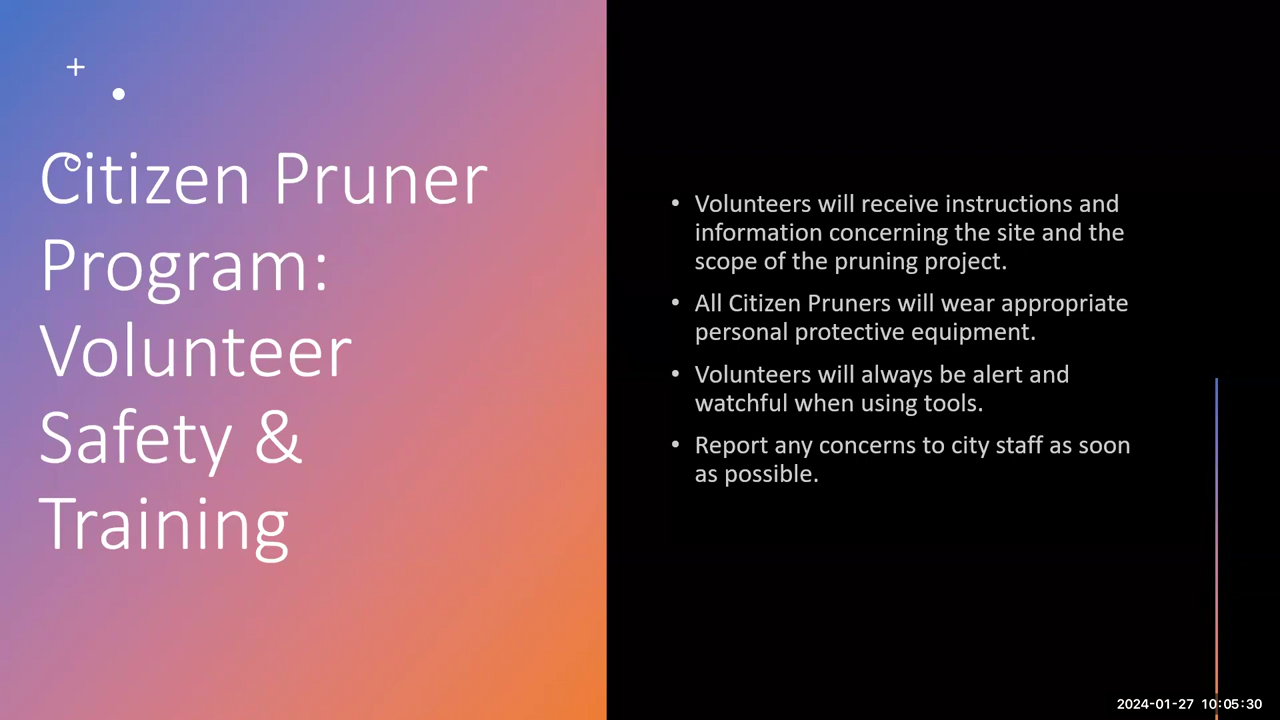 Citizen Pruner
Program:
Volunteer
Safety &
Training
• Volunteers will receive instructions and
information concerning the site and the
scope of the pruning project.
• All Citizen Pruners will wear appropriate
personal protective equipment.
• Volunteers will always be alert and
watchful when using tools.
• Report any concerns to city staff as soon
as possible.
2024-01-27 10:05:30